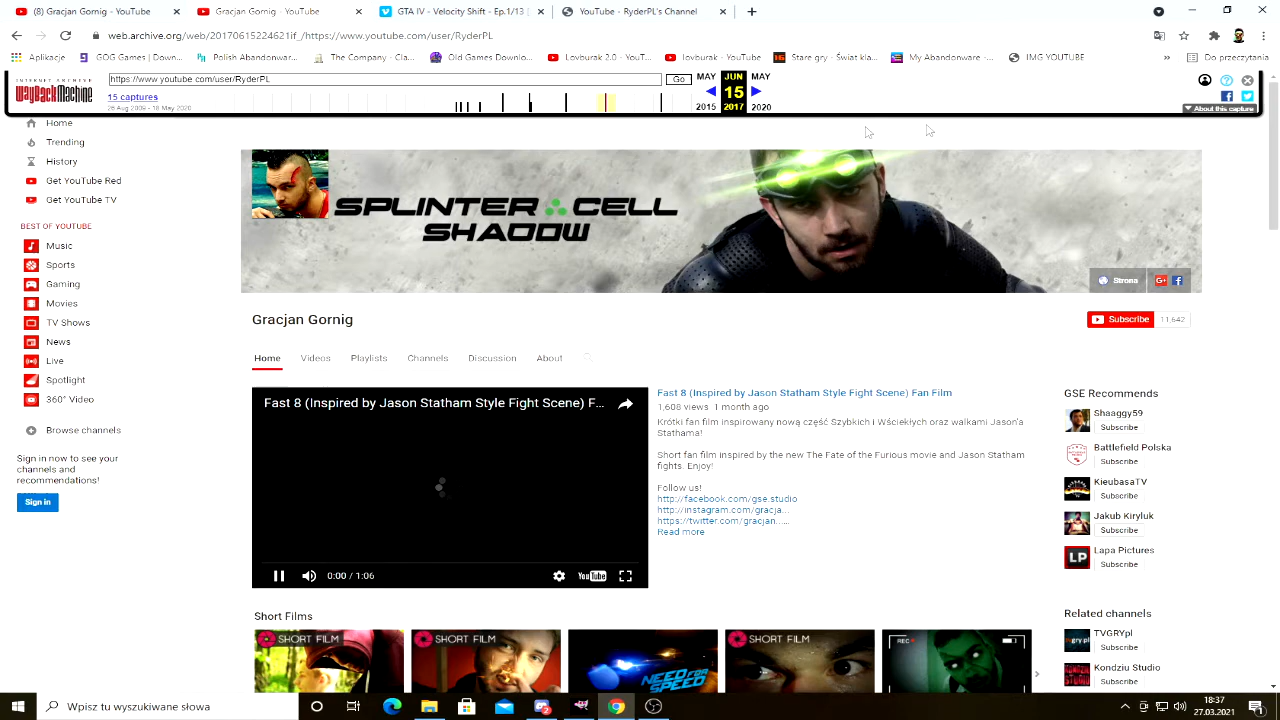 (8) Gracjan Gornig - YouTube
Gracjan Gornig - YouTube
GTA IV - Velocity Shift - Ep.1/13 [
YouTube - RyderPL's Channel
web.archive.org/web/20170615224621if_/https://www.youtube.com/user/RyderPL
Aplikacje
GOG Games | Downlo...
Abandonware Games...
Old Games Downlo...
Lovburak 2.0 - YouT...
lovburak - YouTube
Stare gry - Świat kla...
My Abandonware -...
IMG YOUTUBE
»
Do przeczytania
INTERNET ARCHIVE
WayBackMachine
https://www.youtube.com/user/RyderPL
Go
MAY
JUN
MAY
15 captures
15
26 Aug 2009 - 18 May 2020
2015
2017
2020
About this capture
Home
Trending
History
Get YouTube Red
Get YouTube TV
BEST OF YOUTUBE
Music
Sports
Gaming
Movies
TV Shows
News
Live
Spotlight
360° Video
Browse channels
Sign in now to see your
channels and
recommendations!
Sign in
SPLINTER CELL
SHADOW
Strona
Gracjan Gornig
Subscribe
11,642
Home
Videos
Playlists
Channels
Discussion
About
Fast 8 (Inspired by Jason Statham Style Fight Scene) F...
0:00 / 1:06
YouTube
Fast 8 (Inspired by Jason Statham Style Fight Scene) Fan Film
1,608 views 1 month ago
Krótki fan film inspirowany nową część Szybkich i Wściekłych oraz walkami Jason'a
Stathama!
Short fan film inspired by the new The Fate of the Furious movie and Jason Statham
fights. Enjoy!
Follow us!
http://facebook.com/gse.studio
http://instagram.com/gracja...
https://twitter.com/gracjan......
Read more
GSE Recommends
Shaaggy59
Subscribe
Battlefield Polska
Subscribe
KieubasaTV
Subscribe
Jakub Kiryluk
Subscribe
LP
Lapa Pictures
Subscribe
Short Films
SHORT FILM
SHORT FILM
NEED FOR
SPEED
SHORT FILM
REC
Related channels
TVGRYpl
Subscribe
Kondziu Studio
Subscribe
Wpisz tu wyszukiwane słowa
18:37
27.03.2021